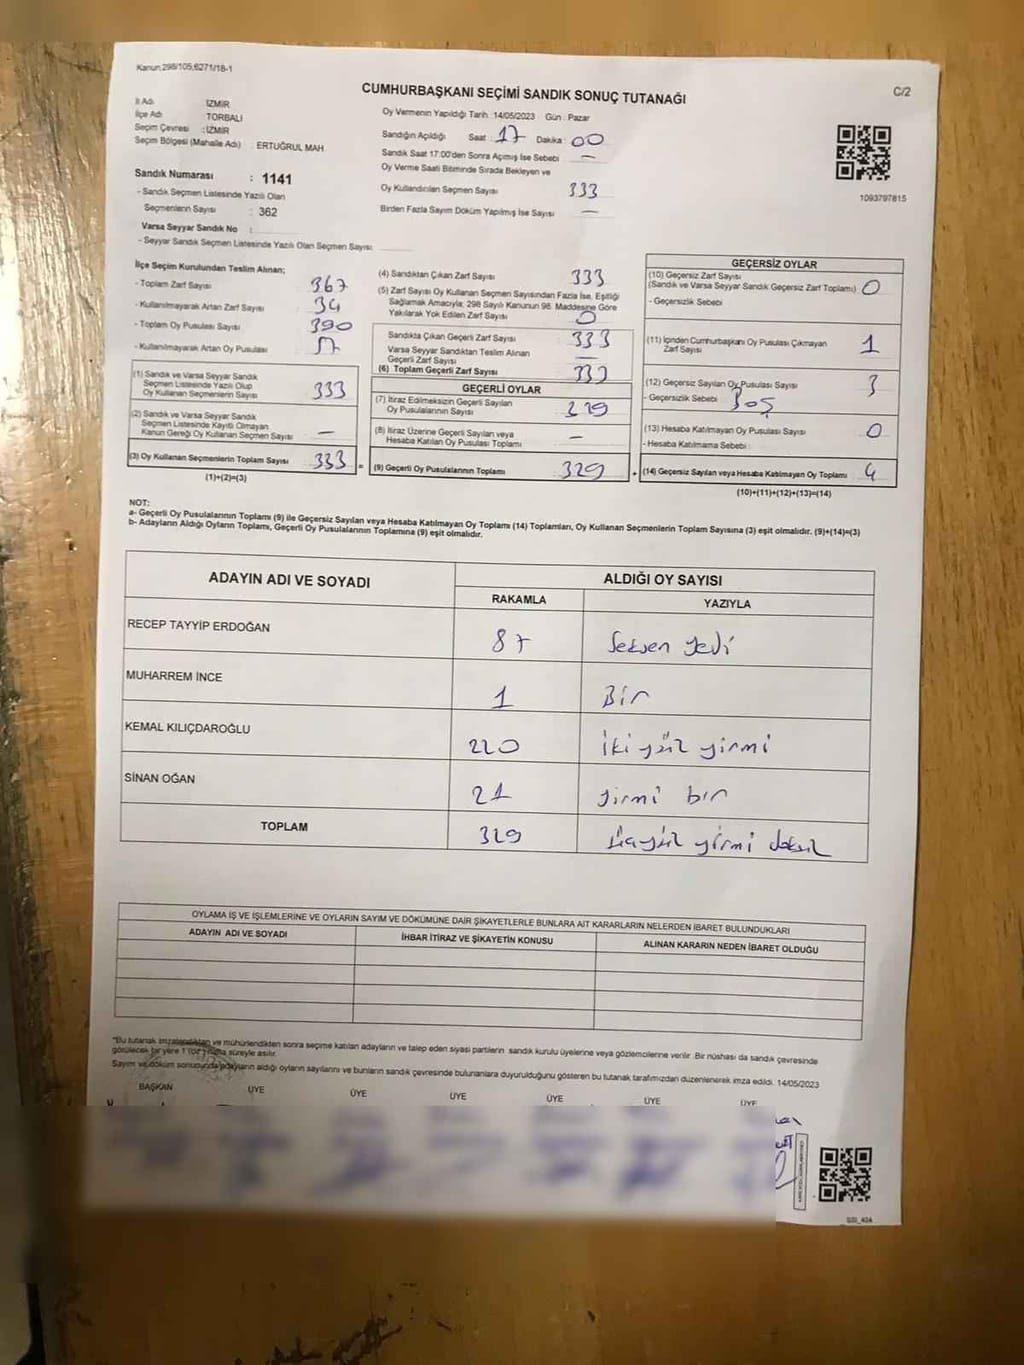 Kanun:298/105,6271/18-1
CUMHURBAŞKANI SEÇİMİ SANDIK SONUÇ TUTANAĞI
C/2
İl Adı : İZMİR
İlçe Adı TORBALI
Seçim Çevresi : İZMİR
Seçim Bölgesi (Mahalle Adı) : ERTUĞRUL MAH
Sandık Numarası : 1141
- Sandık Seçmen Listesinde Yazılı Olan
Seçmenlerin Sayısı : 362
Varsa Seyyar Sandık No :
- Seyyar Sandık Seçmen Listesinde Yazılı Olan Seçmen Sayısı:
Oy Vermenin Yapıldığı Tarih: 14/05/2023 Gün : Pazar
Sandığın Açıldığı Saat : 17 Dakika : 00
Sandık Saat 17:00'den Sonra Açılmış İse Sebebi —
Oy Verme Saati Bitiminde Sırada Bekleyen ve
Oy Kullandırılan Seçmen Sayısı 333
Birden Fazla Sayım Döküm Yapılmış İse Sayısı —
1093797815
İlçe Seçim Kurulundan Teslim Alınan;
- Toplam Zarf Sayısı : 367
- Kullanılmayarak Artan Zarf Sayısı : 34
- Toplam Oy Pusulası Sayısı : 390
- Kullanılmayarak Artan Oy Pusulası :
(1) Sandık ve Varsa Seyyar Sandık
Seçmen Listesinde Yazılı Olup
Oy Kullanan Seçmenlerin Sayısı : 333
(2) Sandık ve Varsa Seyyar Sandık
Seçmen Listesinde Kayıtlı Olmayan
Kanun Gereği Oy Kullanan Seçmen Sayısı : —
(3) Oy Kullanan Seçmenlerin Toplam Sayısı : 333
(1)+(2)=(3)
(4) Sandıktan Çıkan Zarf Sayısı 333
(5) Zarf Sayısı Oy Kullanan Seçmen Sayısından Fazla İse, Eşitliği
Sağlamak Amacıyla; 298 Sayılı Kanunun 98. Maddesine Göre
Yakılarak Yok Edilen Zarf Sayısı : 0
Sandıkta Çıkan Geçerli Zarf Sayısı : 333
Varsa Seyyar Sandıktan Teslim Alınan
Geçerli Zarf Sayısı : —
(6) Toplam Geçerli Zarf Sayısı : 333
GEÇERLİ OYLAR
(7) İtiraz Edilmeksizin Geçerli Sayılan
Oy Pusulalarının Sayısı : 329
(8) İtiraz Üzerine Geçerli Sayılan veya
Hesaba Katılan Oy Pusulası Toplamı : —
= (9) Geçerli Oy Pusulalarının Toplamı : 329
GEÇERSİZ OYLAR
(10) Geçersiz Zarf Sayısı
(Sandık ve Varsa Seyyar Sandık Geçersiz Zarf Toplamı) : 0
- Geçersizlik Sebebi :
(11) İçinden Cumhurbaşkanı Oy Pusulası Çıkmayan
Zarf Sayısı : 1
(12) Geçersiz Sayılan Oy Pusulası Sayısı : 3
- Geçersizlik Sebebi : Boş
(13) Hesaba Katılmayan Oy Pusulası Sayısı : 0
- Hesaba Katılmama Sebebi :
+ (14) Geçersiz Sayılan veya Hesaba Katılmayan Oy Toplamı : 4
(10)+(11)+(12)+(13)=(14)
NOT:
a- Geçerli Oy Pusulalarının Toplamı (9) ile Geçersiz Sayılan veya Hesaba Katılmayan Oy Toplamı (14) Toplamları, Oy Kullanan Seçmenlerin Toplam Sayısına (3) eşit olmalıdır. (9)+(14)=(3)
b- Adayların Aldığı Oyların Toplamı, Geçerli Oy Pusulalarının Toplamına (9) eşit olmalıdır.
ADAYIN ADI VE SOYADI ALDIĞI OY SAYISI
RAKAMLA YAZIYLA
RECEP TAYYİP ERDOĞAN 87 Seksen yedi
MUHARREM İNCE 1 Bir
KEMAL KILIÇDAROĞLU 220 iki yüz yirmi
SİNAN OĞAN 21 yirmi bir
TOPLAM 329 üçyüz yirmi dokuz
OYLAMA İŞ VE İŞLEMLERİNE VE OYLARIN SAYIM VE DÖKÜMÜNE DAİR ŞİKAYETLERLE BUNLARA AİT KARARLARIN NELERDEN İBARET BULUNDUKLARI
ADAYIN ADI VE SOYADI İHBAR İTİRAZ VE ŞİKAYETİN KONUSU ALINAN KARARIN NEDEN İBARET OLDUĞU
*Bu tutanak imzalandıktan ve mühürlendikten sonra seçime katılan adayların ve talep eden siyasi partilerin sandık kurulu üyelerine veya gözlemcilerine verilir. Bir nüshası da sandık çevresinde
görülecek bir yere 1 (bir) hafta süreyle asılır.
Sayım ve döküm sonucunda adayların aldığı oyların sayılarını ve bunların sandık çevresinde bulunanlara duyurulduğunu gösteren bu tutanak tarafımızdan düzenlenerek imza edildi. 14/05/2023
BAŞKAN ÜYE ÜYE ÜYE ÜYE ÜYE ÜYE